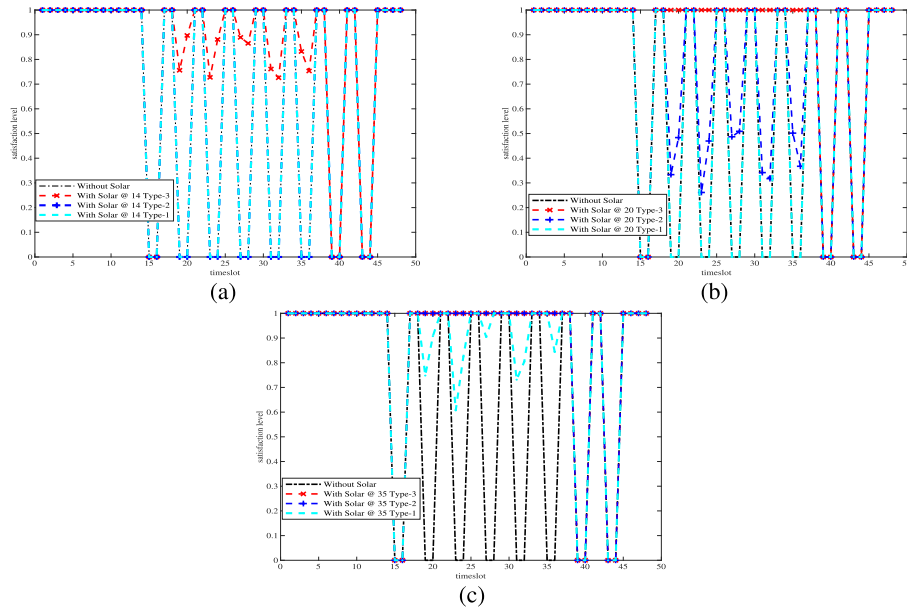 1
0.9
0.8
0.7
0.6
0.5
0.4
0.3
0.2
0.1
0
satisfaction level
Without Solar
With Solar @ 14 Type-3
With Solar @ 14 Type-2
With Solar @ 14 Type-1
0 5 10 15 20 25 30 35 40 45 50
timeslot
(a)
1
0.9
0.8
0.7
0.6
0.5
0.4
0.3
0.2
0.1
0
satisfaction level
Without Solar
With Solar @ 20 Type-3
With Solar @ 20 Type-2
With Solar @ 20 Type-1
0 5 10 15 20 25 30 35 40 45 50
timeslot
(b)
1
0.9
0.8
0.7
0.6
0.5
0.4
0.3
0.2
0.1
0
satisfaction level
Without Solar
With Solar @ 35 Type-3
With Solar @ 35 Type-2
With Solar @ 35 Type-1
0 5 10 15 20 25 30 35 40 45 50
timeslot
(c)